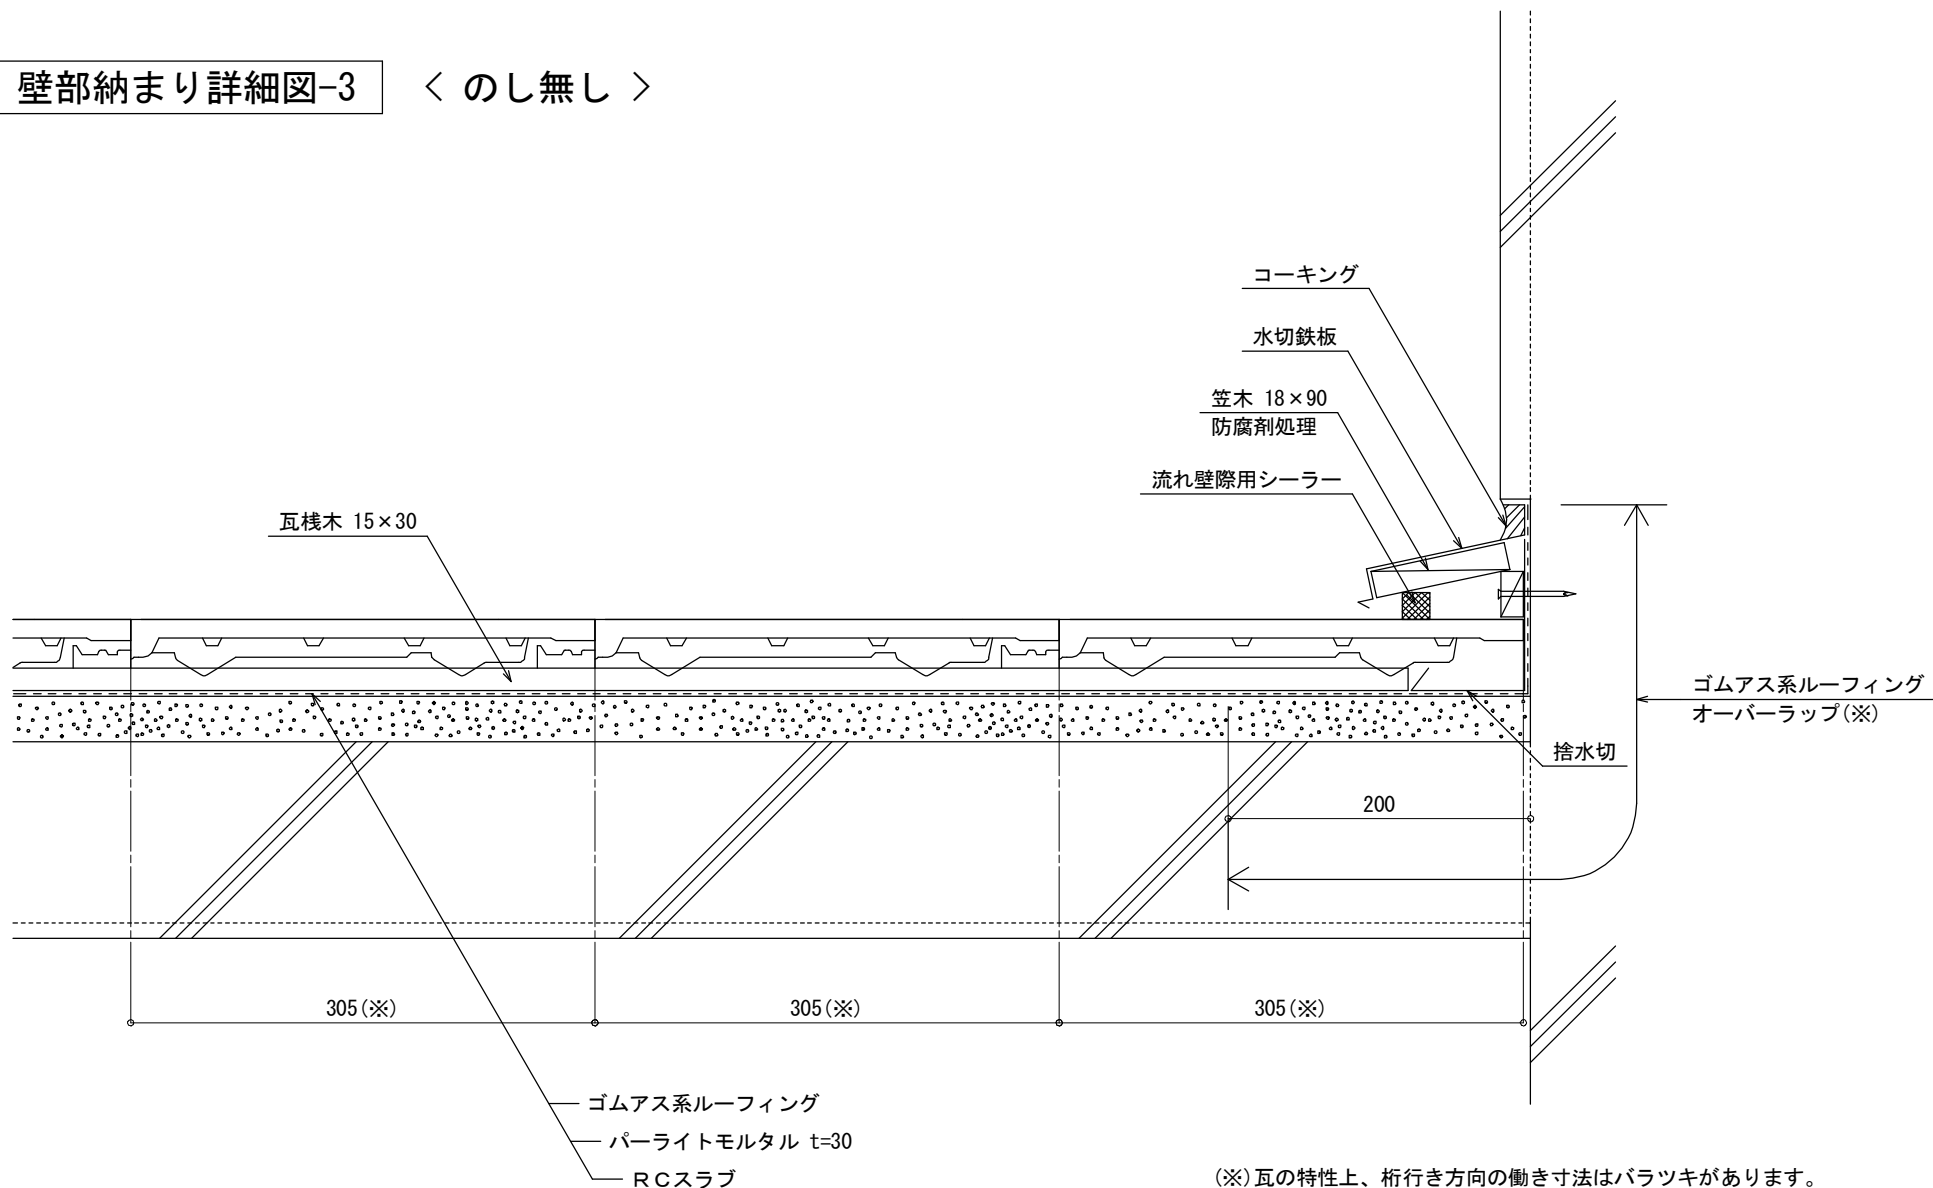 壁部納まり詳細図-3 < のし無し >
コーキング
水切鉄板
笠木 18×90
防腐剤処理
流れ壁際用シーラー
瓦桟木 15×30
ゴムアス系ルーフィング
オーバーラップ(※)
捨水切
200
305(※) 305(※) 305(※)
ゴムアス系ルーフィング
パーライトモルタル t=30
RCスラブ
(※)瓦の特性上、桁行き方向の働き寸法はバラツキがあります。